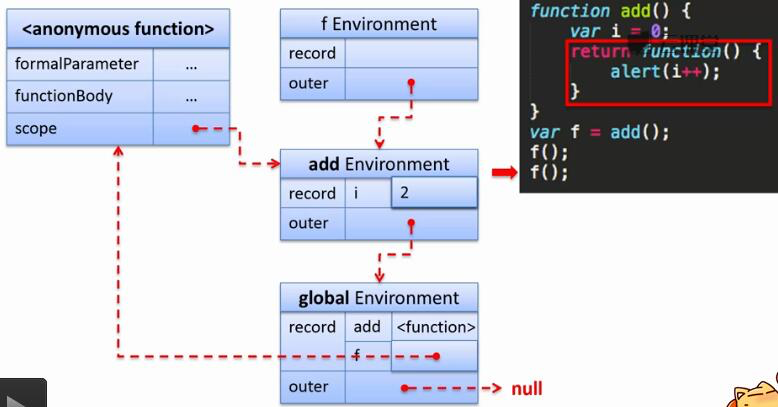 <anonymous function>
formalParameter ...
functionBody ...
scope
f Environment
record
outer
add Environment
record i 2
outer
global Environment
record add <function>
f
outer
null
function add() {
var i = 0;
return function() {
alert(i++);
}
}
var f = add();
f();
f();